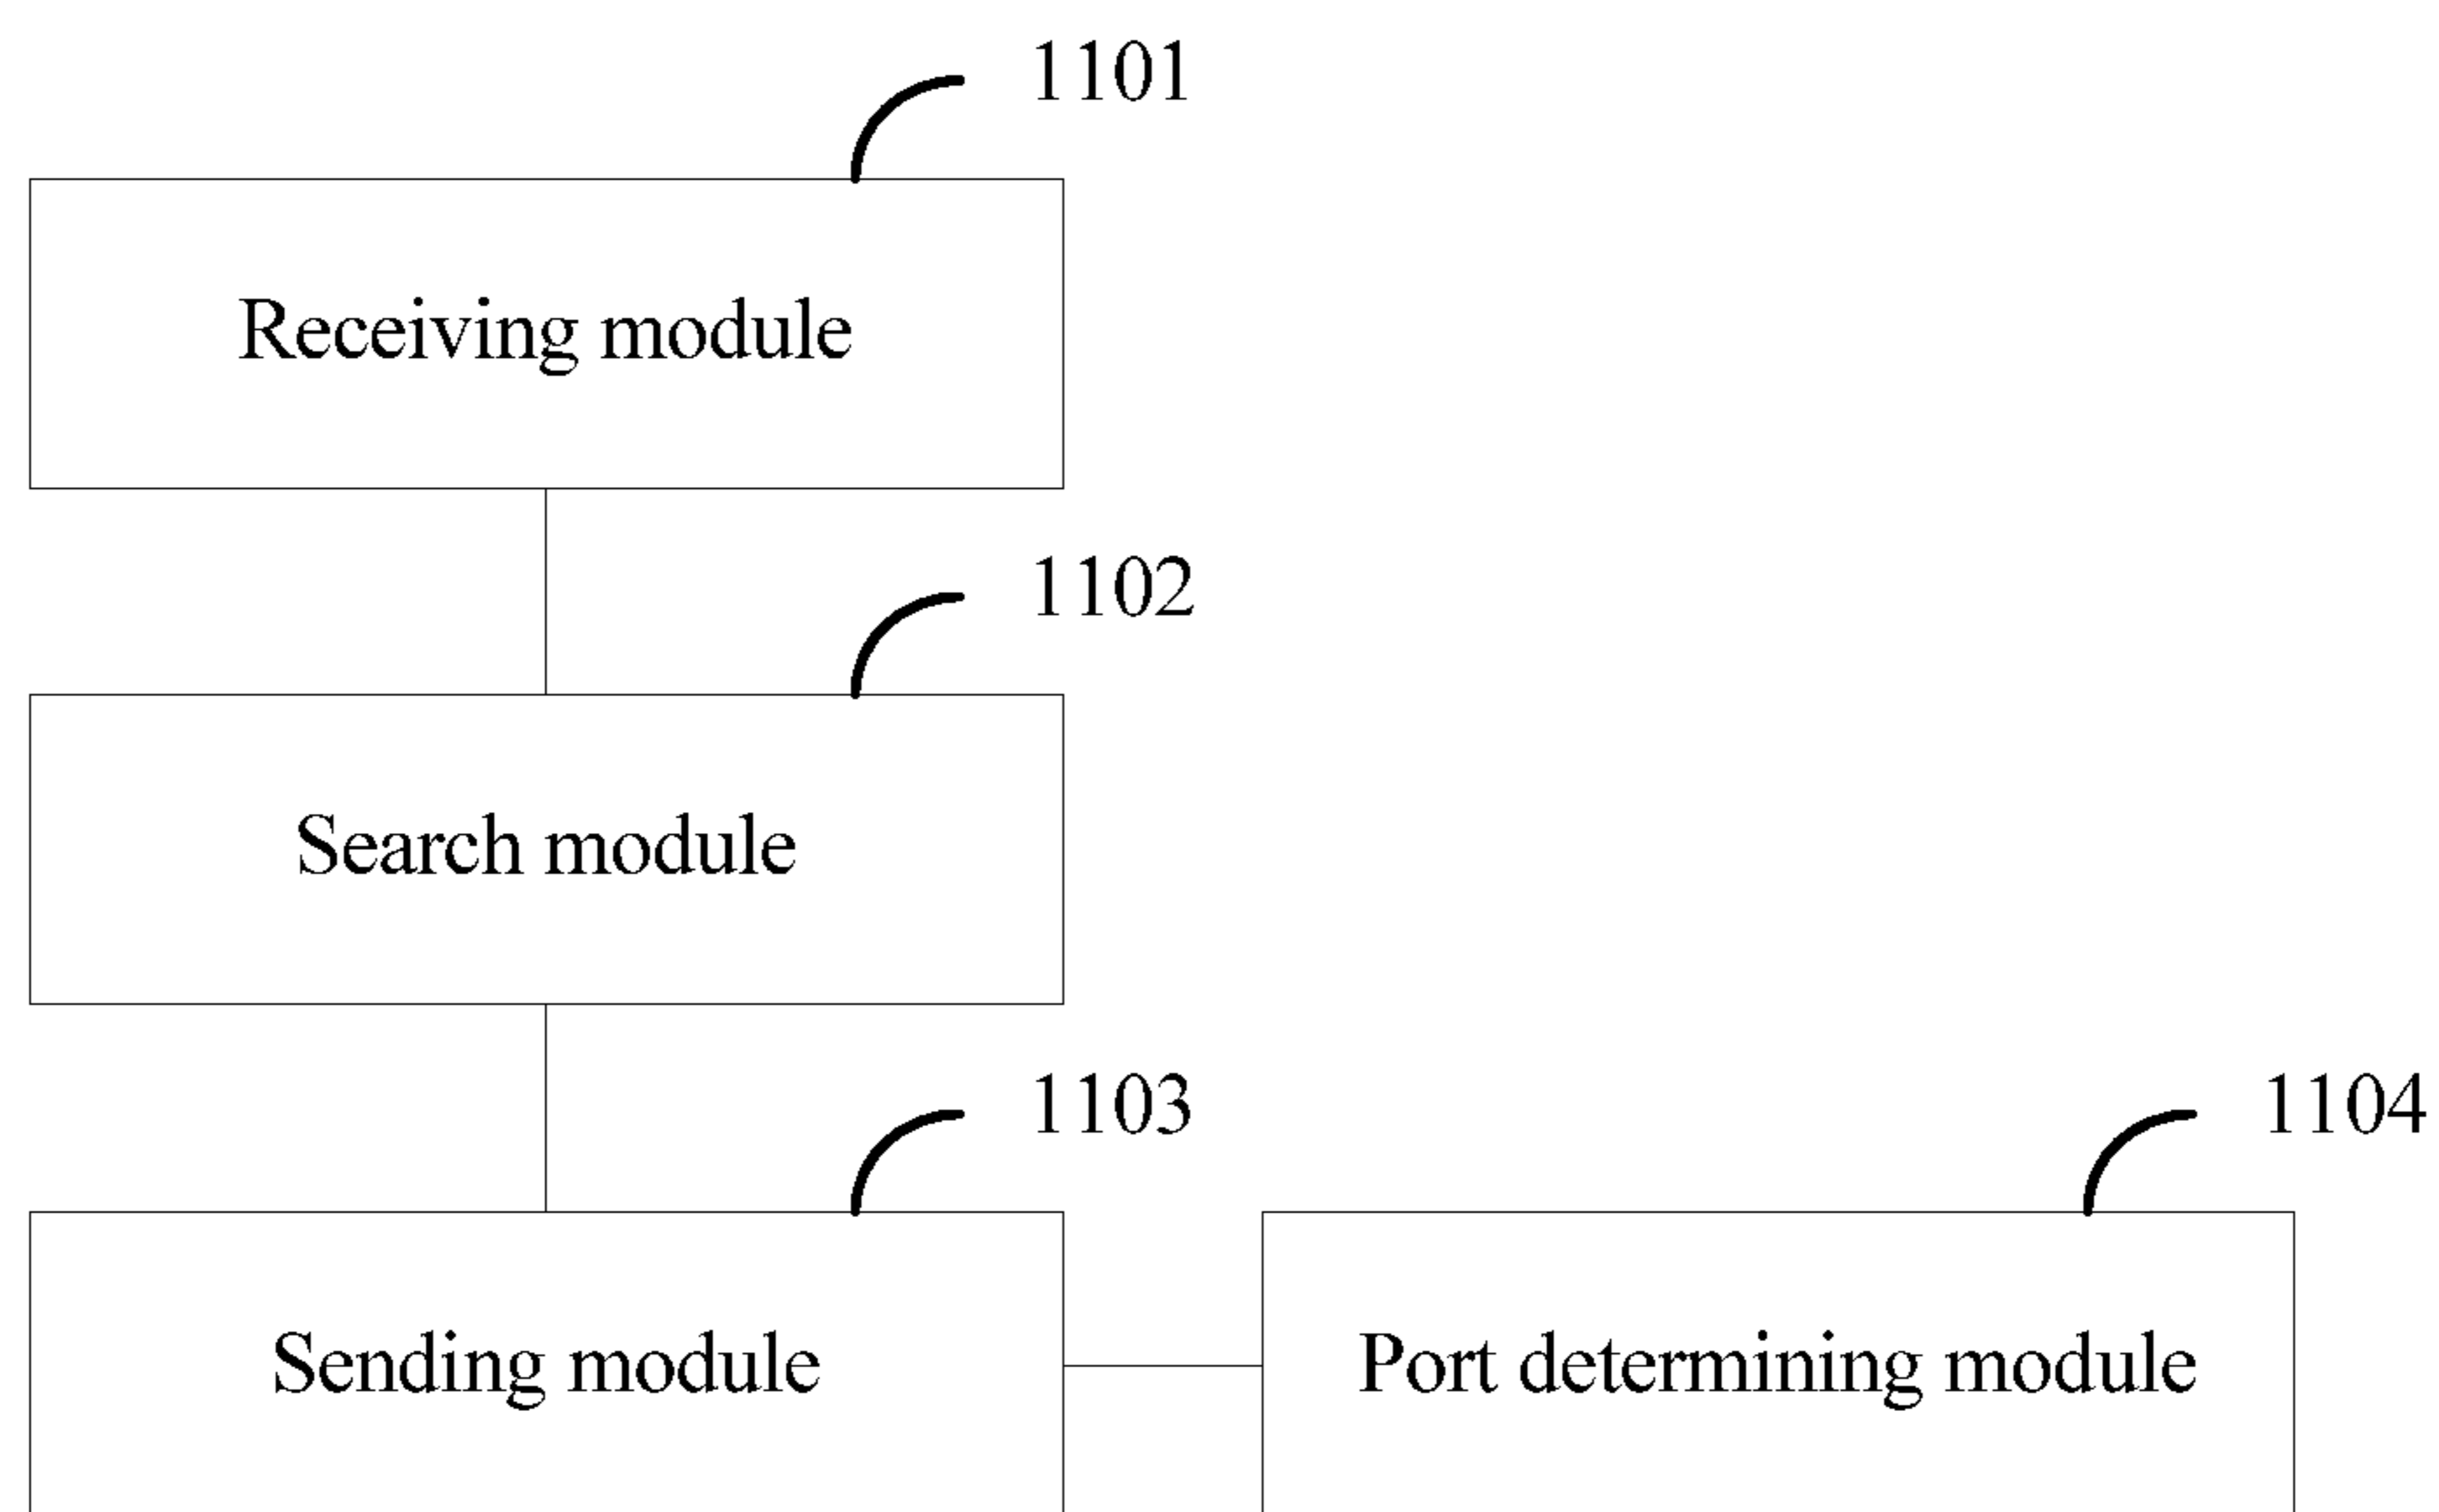 1101
Receiving module
1102
Search module
1103
1104
Sending module
Port determining module